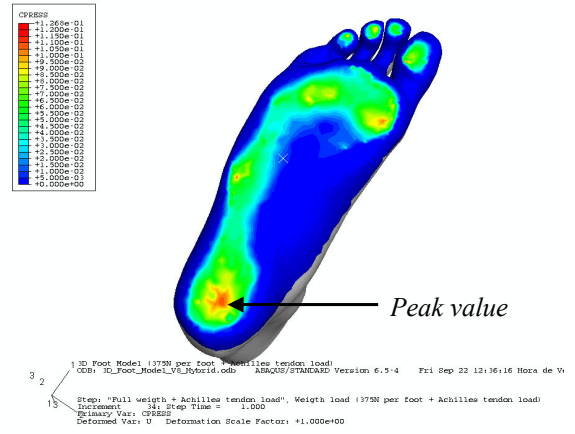 CPRESS
+1.266e-01
+1.200e-01
+1.150e-01
+1.100e-01
+1.050e-01
+1.000e-01
+9.500e-02
+9.000e-02
+8.500e-02
+8.000e-02
+7.500e-02
+7.000e-02
+6.500e-02
+6.000e-02
+5.500e-02
+5.000e-02
+4.500e-02
+4.000e-02
+3.500e-02
+3.000e-02
+2.500e-02
+2.000e-02
+1.500e-02
+1.000e-02
+5.000e-03
+0.000e+00
Peak value
3D Foot Model (375N per foot + Achilles tendon load)
ODB: 3D_Foot_Model_V8_Hybrid.odb ABAQUS/STANDARD Version 6.5-4 Fri Sep 22 12:36:16 Hora de
3
2
1
Step: "Full weigth + Achilles tendon load", Weigth load (375N per foot + Achilles tendon load)
Increment 34: Step Time = 1.000
Primary Var: CPRESS
Deformed Var: U Deformation Scale Factor: +1.000e+00